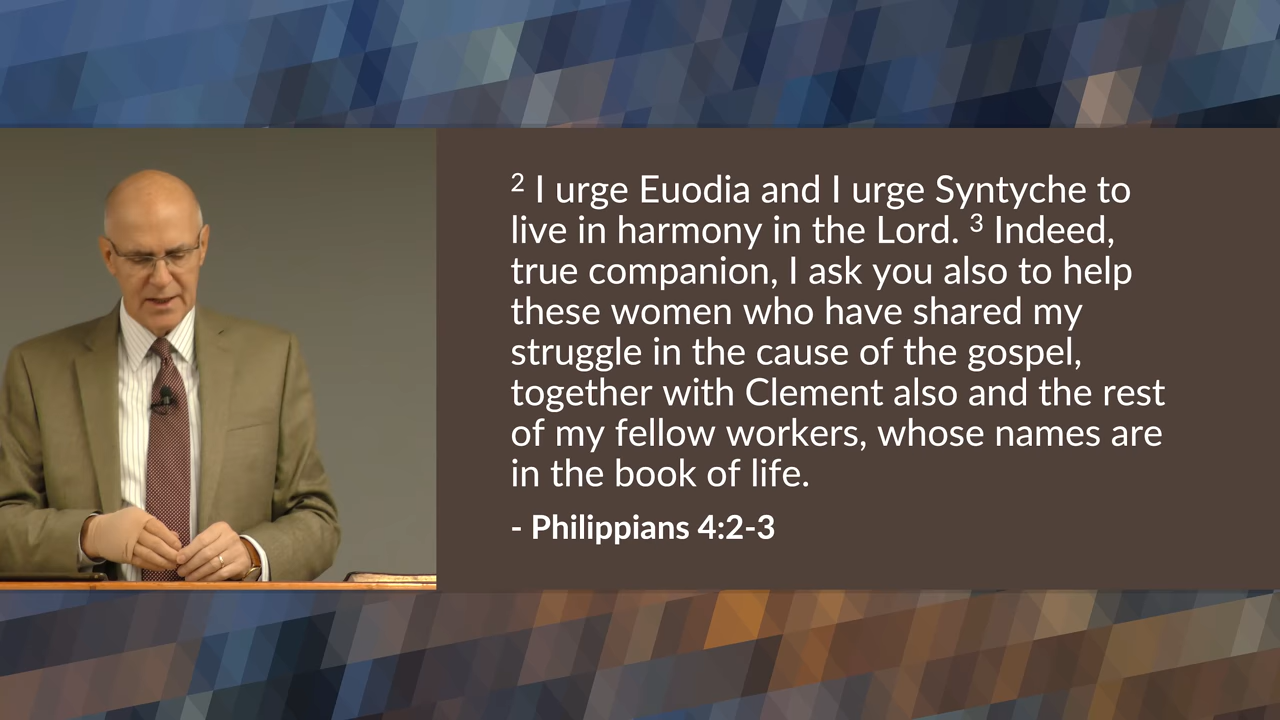 ² I urge Euodia and I urge Syntyche to
live in harmony in the Lord. ³ Indeed,
true companion, I ask you also to help
these women who have shared my
struggle in the cause of the gospel,
together with Clement also and the rest
of my fellow workers, whose names are
in the book of life.
- Philippians 4:2-3